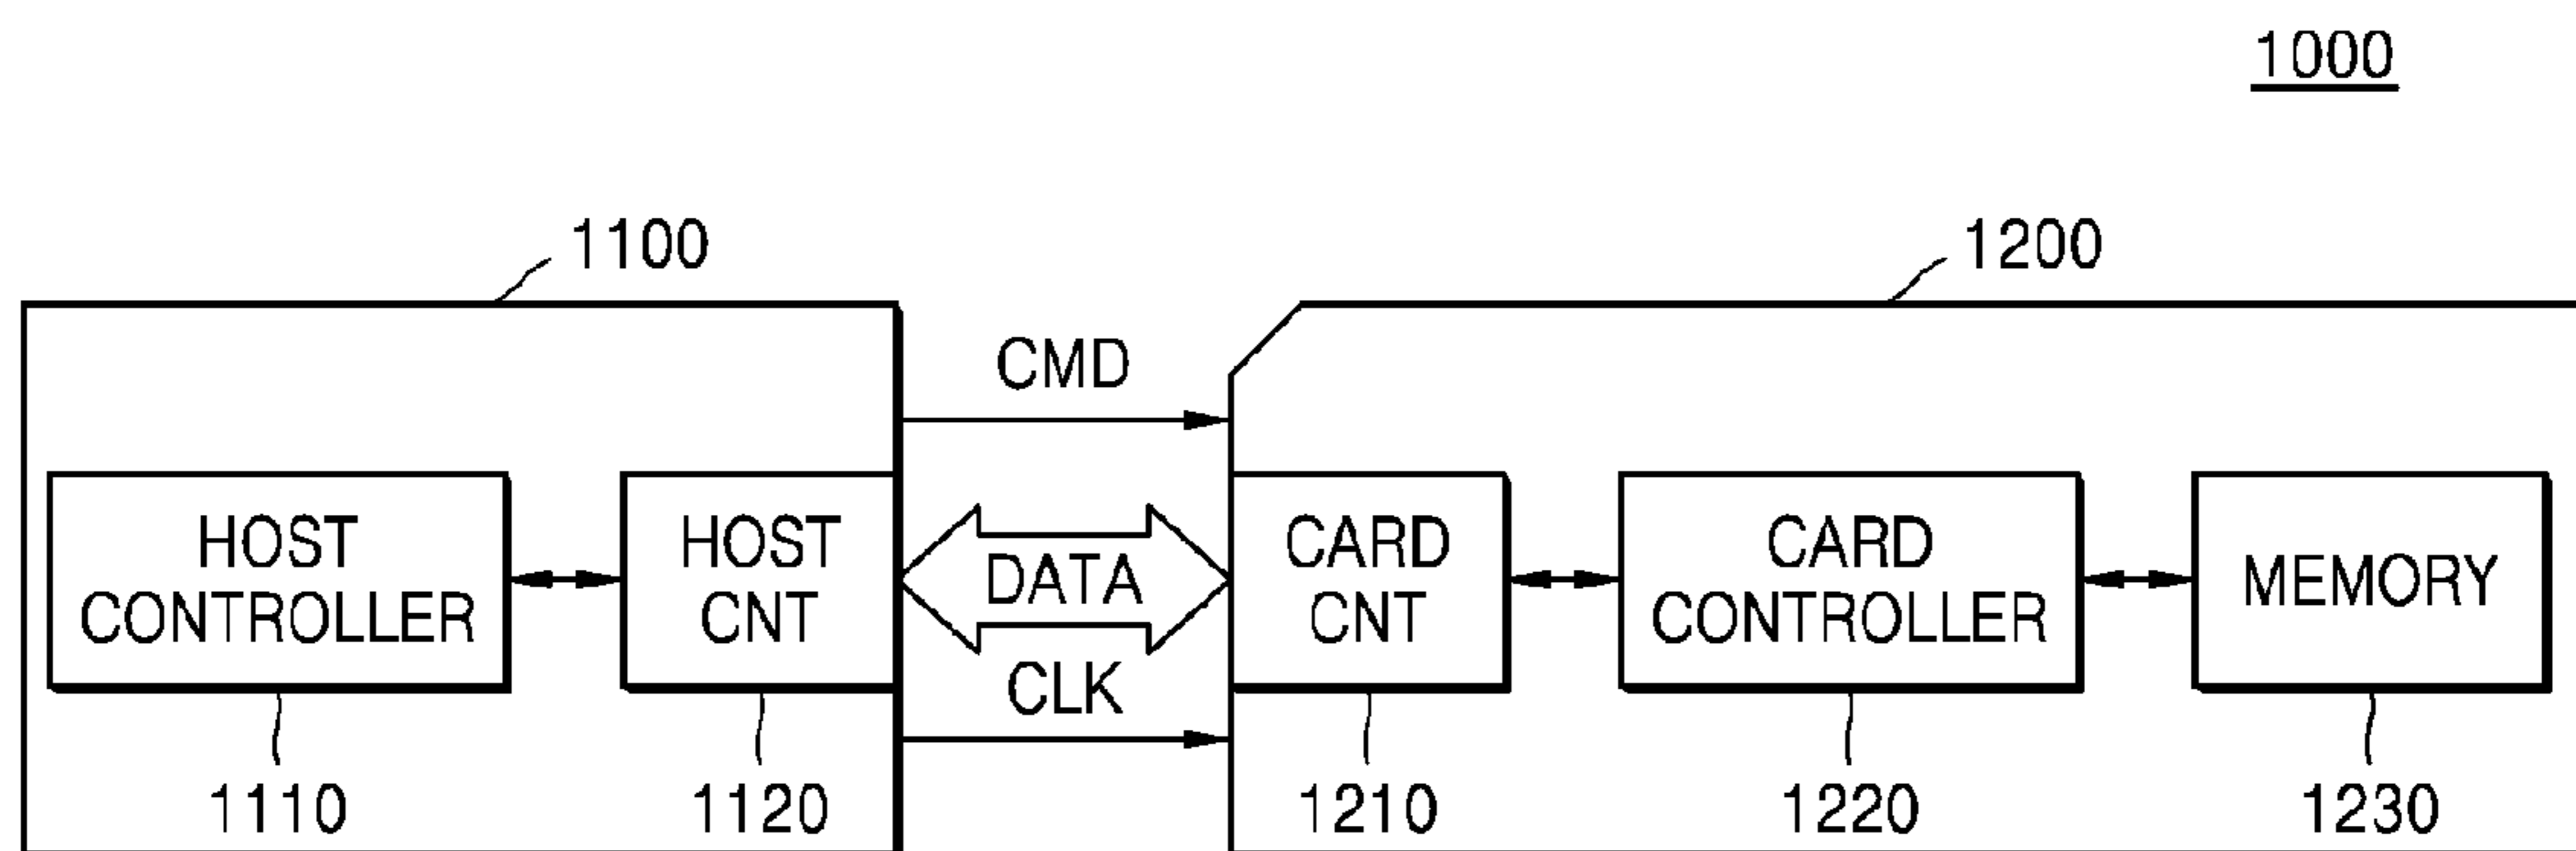 1000
1100
1200
CMD
HOST
CONTROLLER
HOST
CNT
DATA
CARD
CNT
CARD
CONTROLLER
MEMORY
CLK
1110
1120
1210
1220
1230